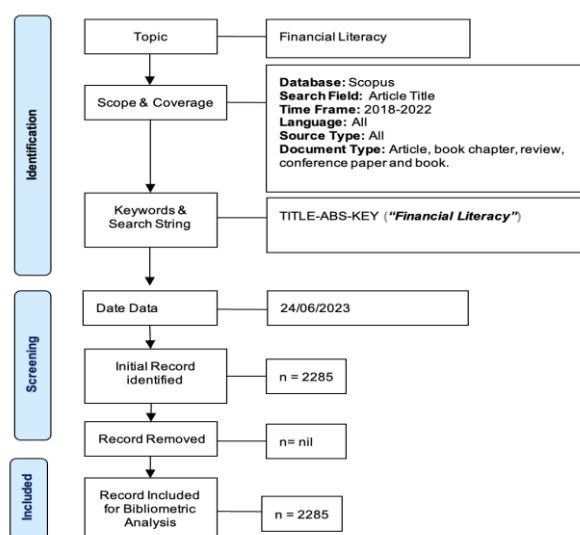 Identification
Topic
Financial Literacy
Scope & Coverage
Database: Scopus
Search Field: Article Title
Time Frame: 2018-2022
Language: All
Source Type: All
Document Type: Article, book chapter, review,
conference paper and book.
Keywords &
Search String
TITLE-ABS-KEY (“Financial Literacy”)
Screening
Date Data
24/06/2023
Initial Record
identified
n = 2285
Record Removed
n= nil
Included
Record Included
for Bibliometric
Analysis
n = 2285